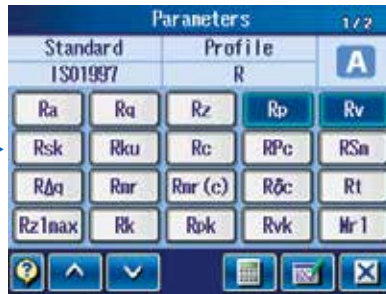 Parameters 1/2
Standard Profile A
ISO1997 R
Ra Rq Rz Rp Rv
Rsk Rku Rc RPc RSm
RΔq Rmr Rmr(c) Rδc Rt
Rz1max Rk Rpk Rvk Mr1
?